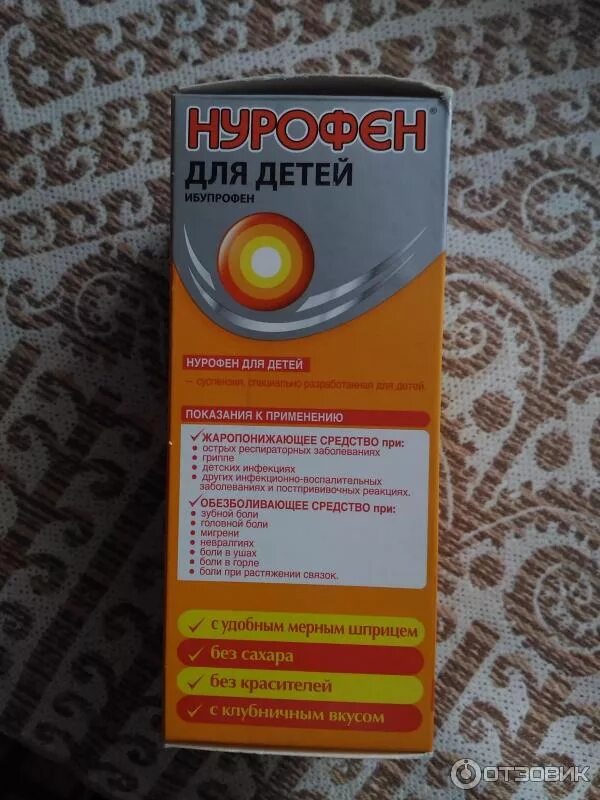 НУРОФЄН®
ДЛЯ ДЕТЕЙ
ИБУПРОФЕН
НУРОФЕН ДЛЯ ДЕТЕЙ
— суспензия, специально разработанная для детей.
ПОКАЗАНИЯ К ПРИМЕНЕНИЮ
✓ ЖАРОПОНИЖАЮЩЕЕ СРЕДСТВО при:
• острых респираторных заболеваниях
• гриппе
• детских инфекциях
• других инфекционно-воспалительных
заболеваниях и постпрививочных реакциях.
✓ ОБЕЗБОЛИВАЮЩЕЕ СРЕДСТВО при:
• зубной боли
• головной боли
• мигрени
• невралгиях
• боли в ушах
• боли в горле
• боли при растяжении связок.
✓ с удобным мерным шприцем
✓ без сахара
✓ без красителей
✓ с клубничным вкусом
ОТЗОВИК